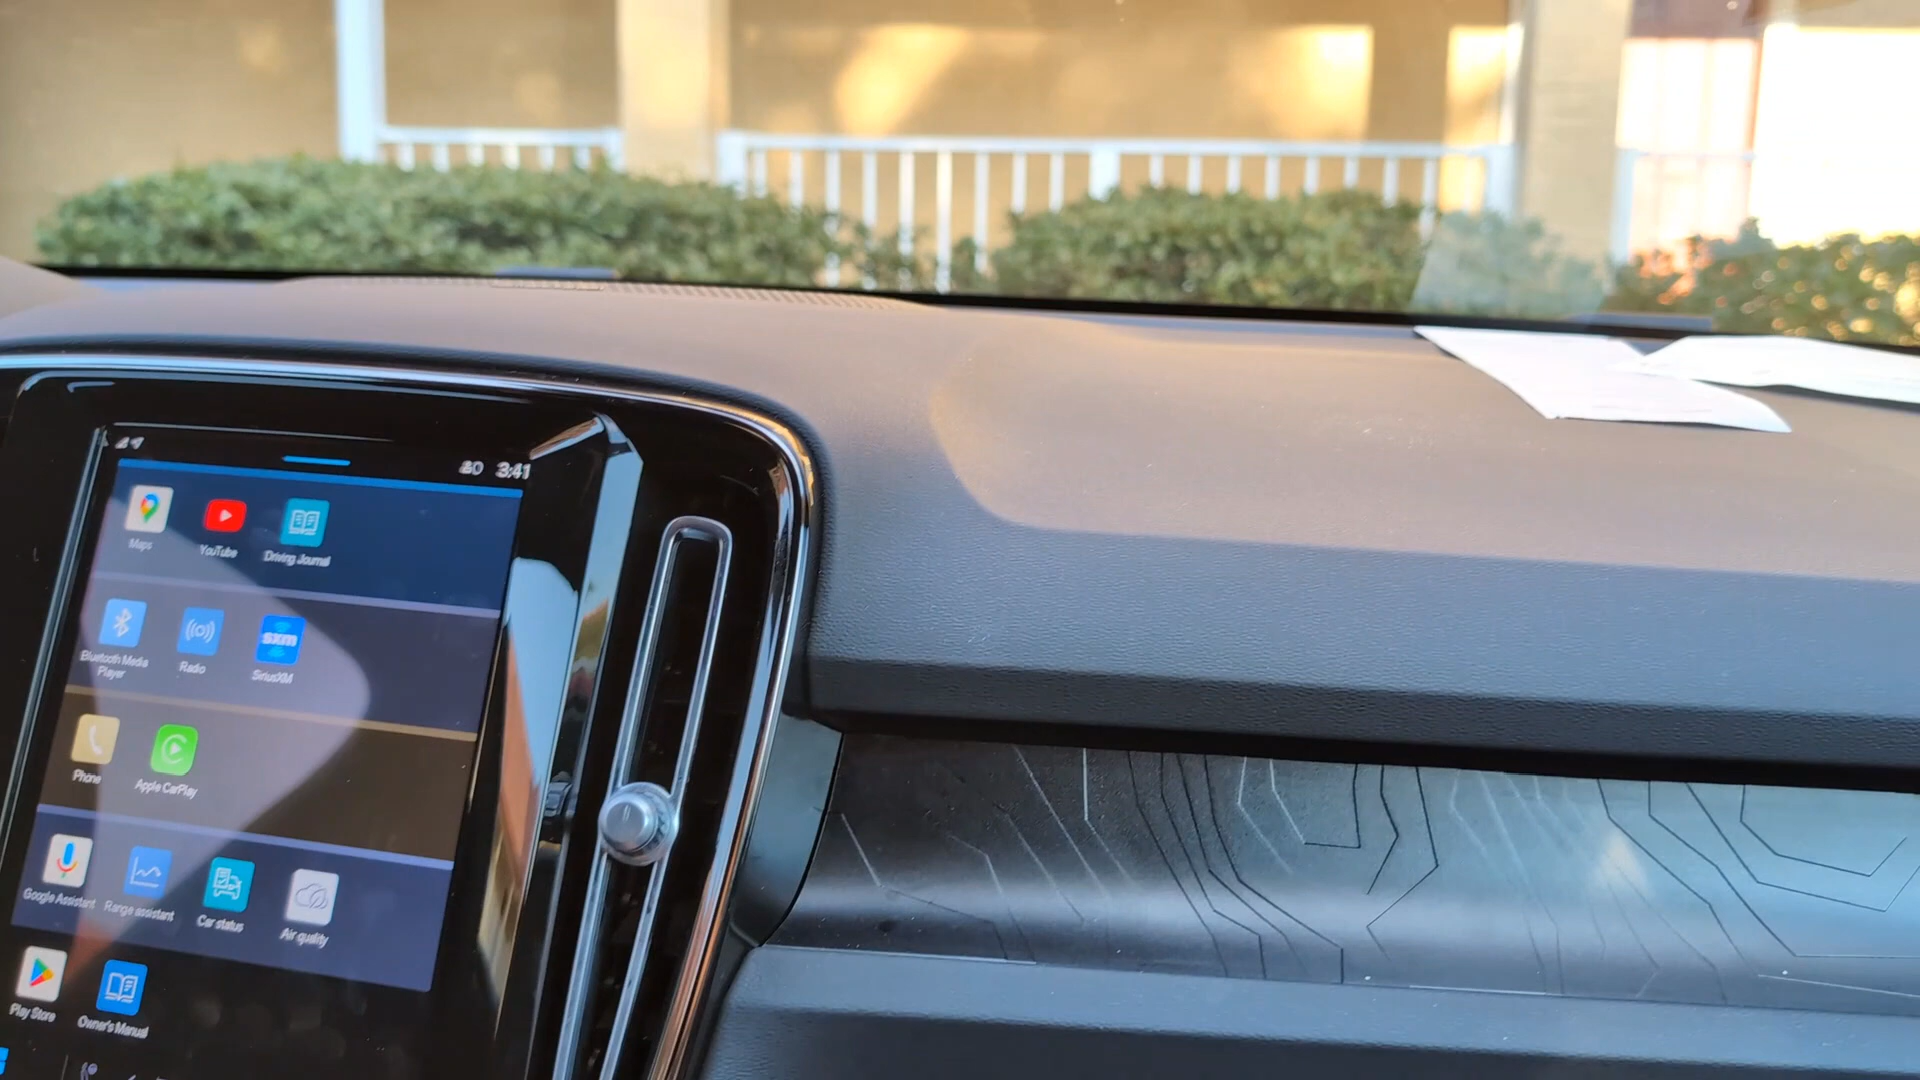 3:41
Maps
YouTube
Driving Journal
Bluetooth Media
Player
Radio
sxm
SiriusXM
Phone
Apple CarPlay
Google Assistant
Range assistant
Car status
Air quality
Play Store
Owner's Manual